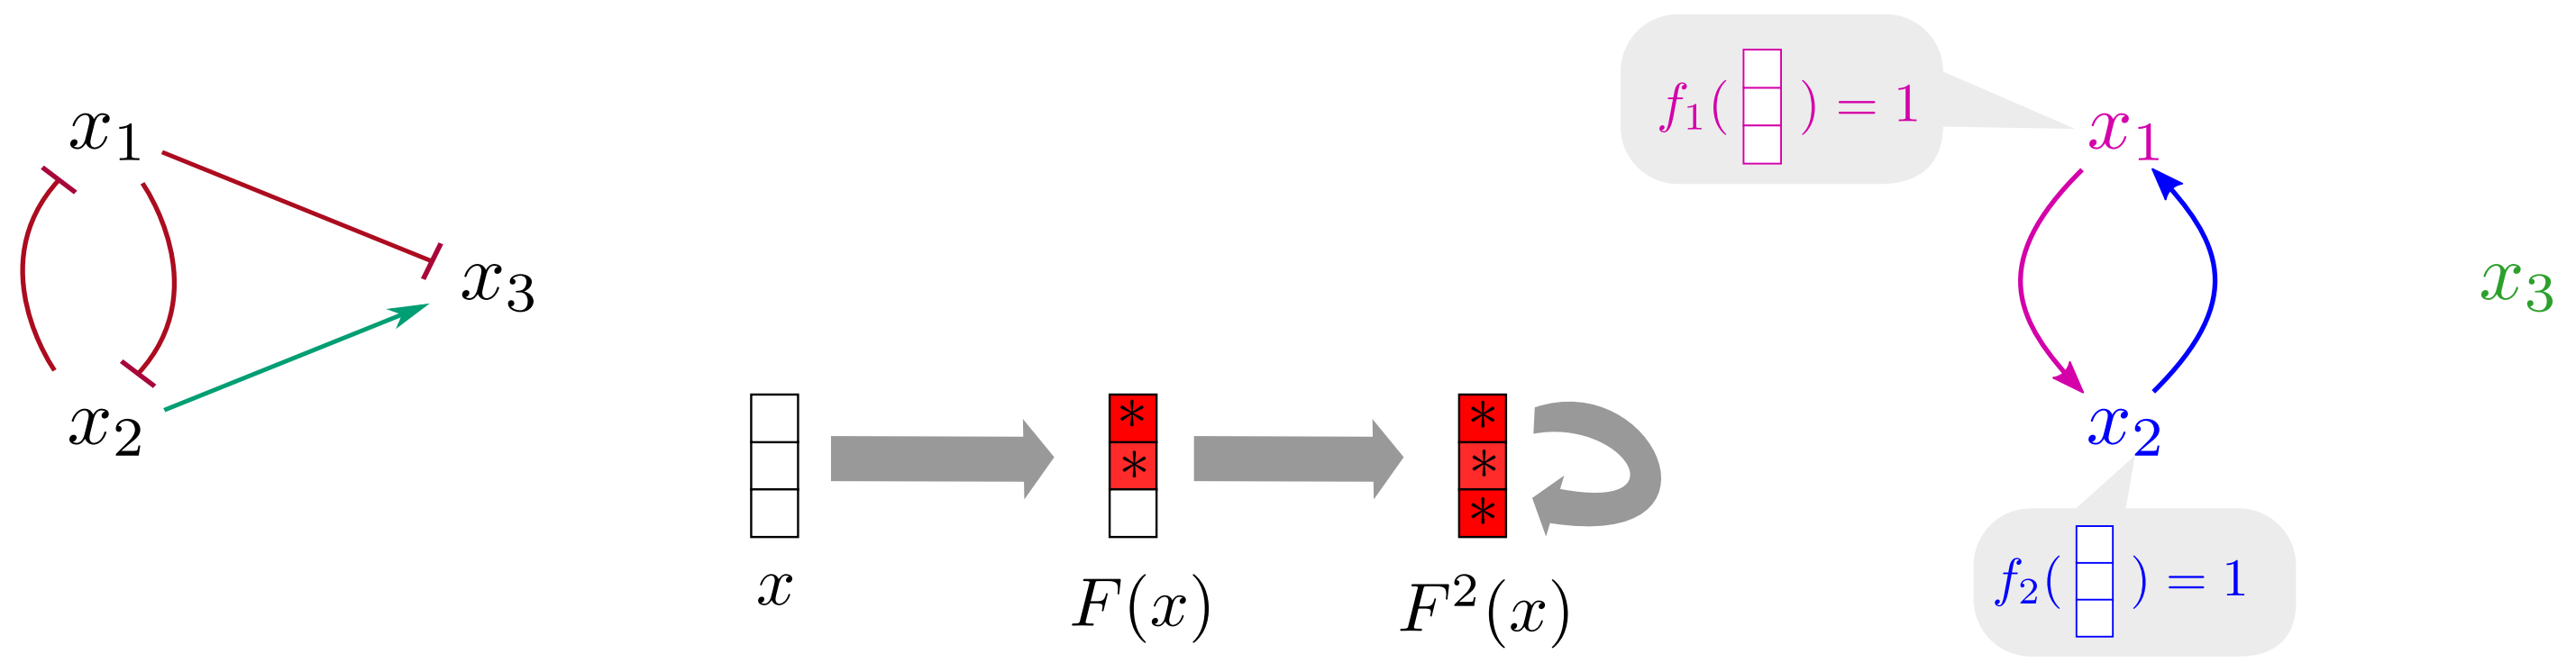 x₁
x₂
x₃
* *
* * *
x
F(x)
F²(x)
f₁( ) = 1
x₁
x₂
x₃
f₂( ) = 1